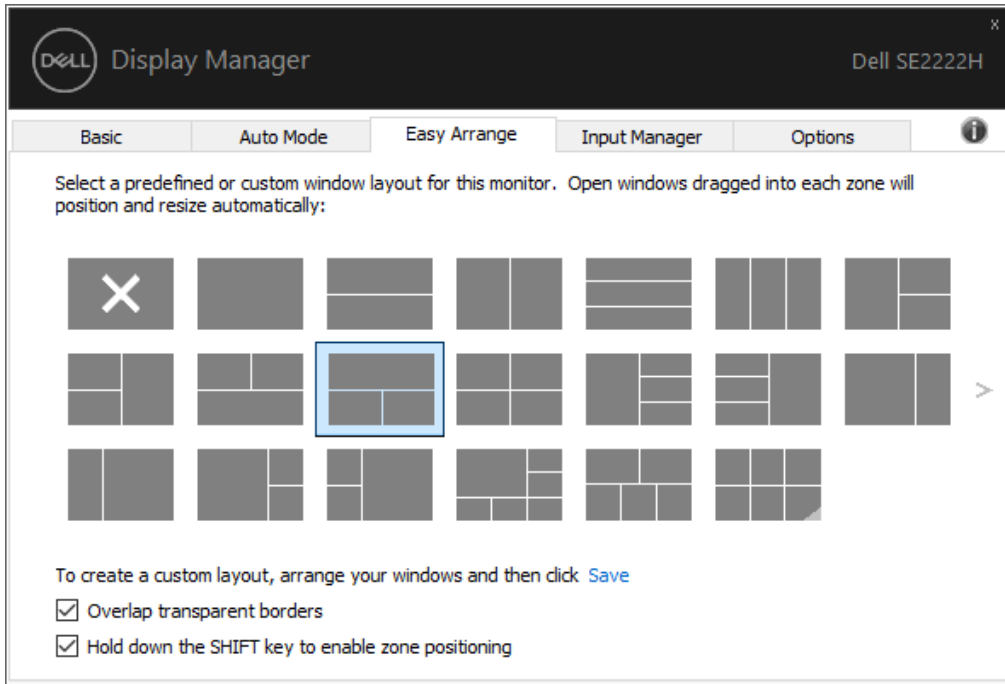 x
DELL Display Manager Dell SE2222H
Basic Auto Mode Easy Arrange Input Manager Options
Select a predefined or custom window layout for this monitor. Open windows dragged into each zone will
position and resize automatically:
>
To create a custom layout, arrange your windows and then click Save
Overlap transparent borders
Hold down the SHIFT key to enable zone positioning